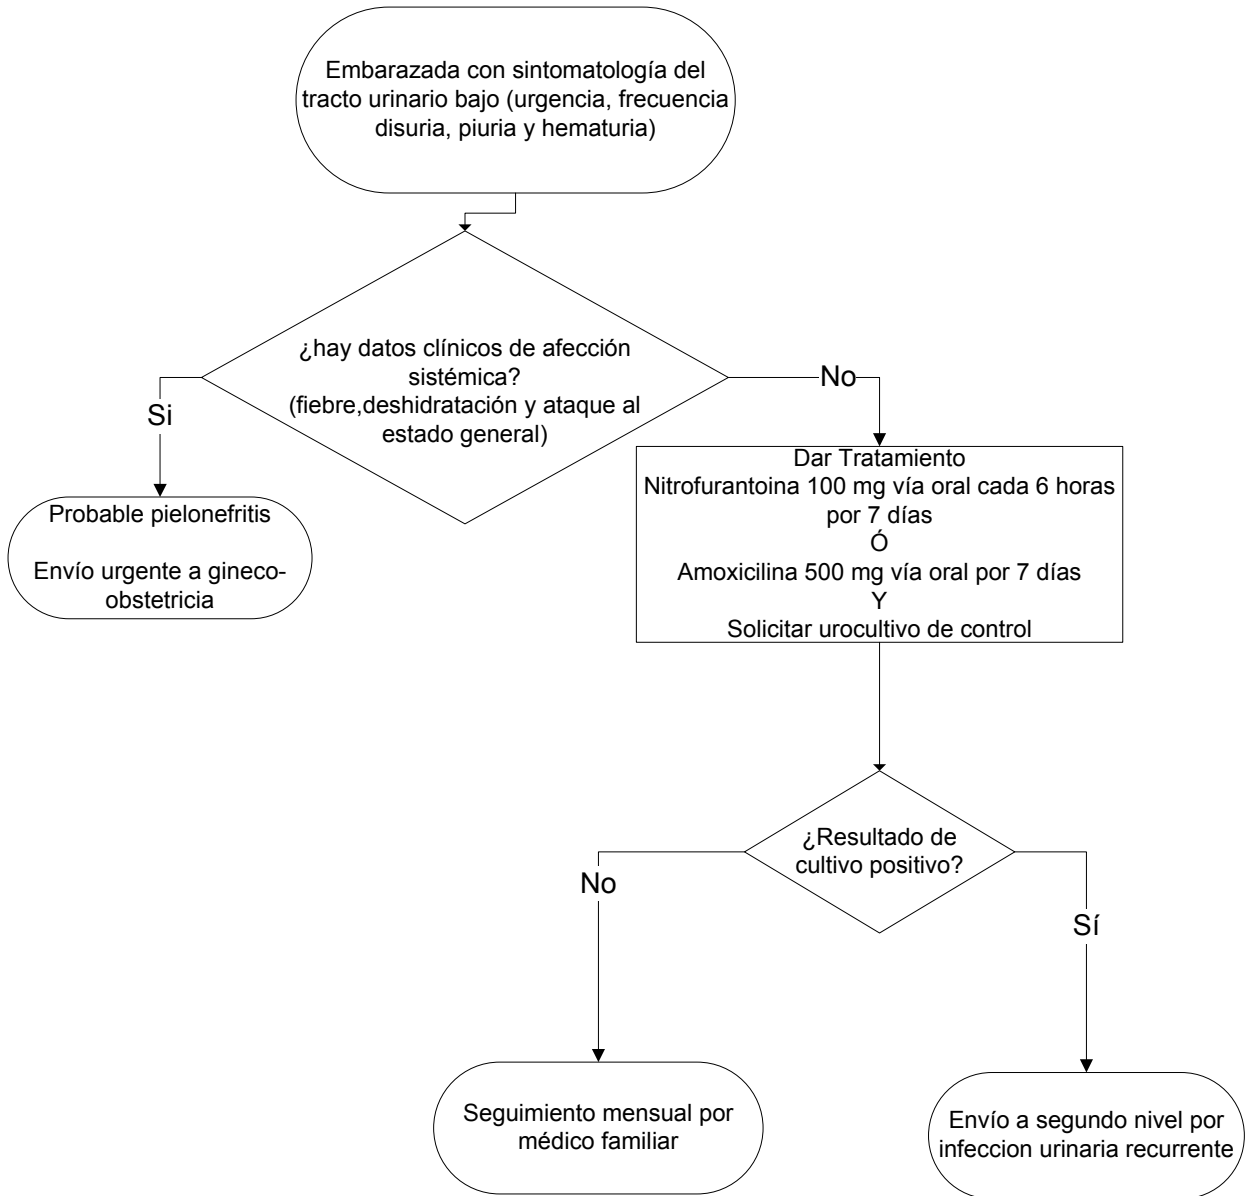 Embarazada con sintomatología del
tracto urinario bajo (urgencia, frecuencia
disuria, piuria y hematuria)
¿hay datos clínicos de afección
sistémica?
(fiebre,deshidratación y ataque al
estado general)
Si
No
Probable pielonefritis
Envío urgente a gineco-
obstetricia
Dar Tratamiento
Nitrofurantoina 100 mg vía oral cada 6 horas
por 7 días
Ó
Amoxicilina 500 mg vía oral por 7 días
Y
Solicitar urocultivo de control
¿Resultado de
cultivo positivo?
No
Sí
Seguimiento mensual por
médico familiar
Envío a segundo nivel por
infeccion urinaria recurrente